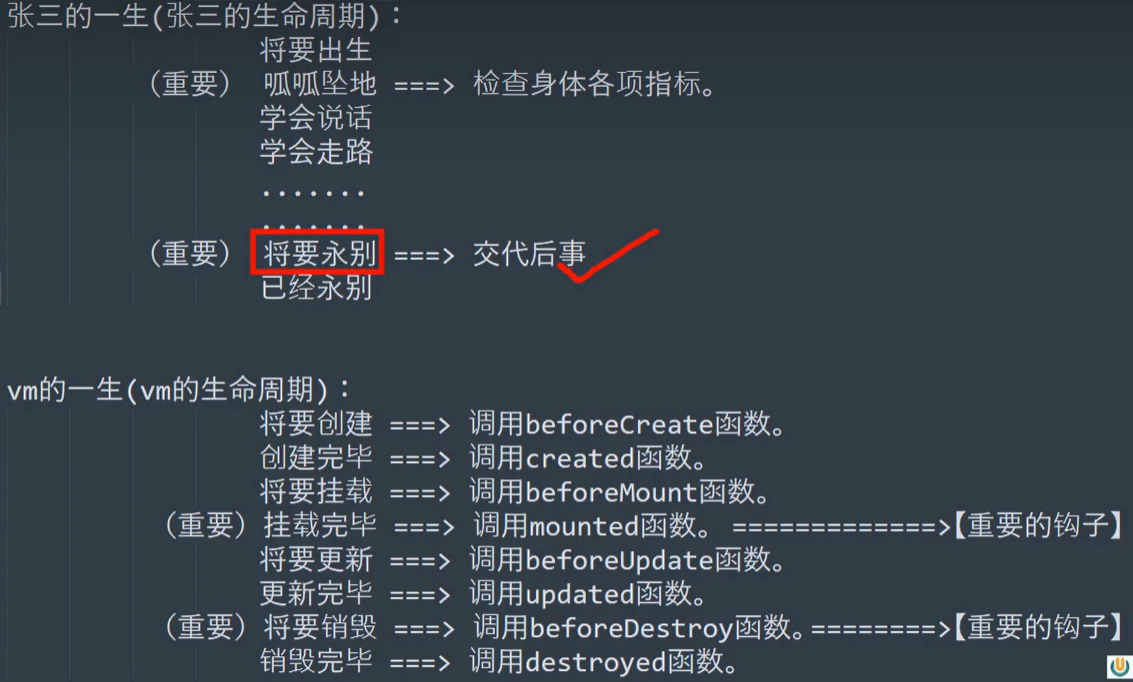 张三的一生(张三的生命周期)：
将要出生
（重要） 呱呱坠地 ===> 检查身体各项指标。
学会说话
学会走路
.......
.......
（重要） 将要永别 ===> 交代后事
已经永别
vm的一生(vm的生命周期)：
将要创建 ===> 调用beforeCreate函数。
创建完毕 ===> 调用created函数。
将要挂载 ===> 调用beforeMount函数。
（重要）挂载完毕 ===> 调用mounted函数。 =============>【重要的钩子】
将要更新 ===> 调用beforeUpdate函数。
更新完毕 ===> 调用updated函数。
（重要）将要销毁 ===> 调用beforeDestroy函数。========>【重要的钩子】
销毁完毕 ===> 调用destroyed函数。